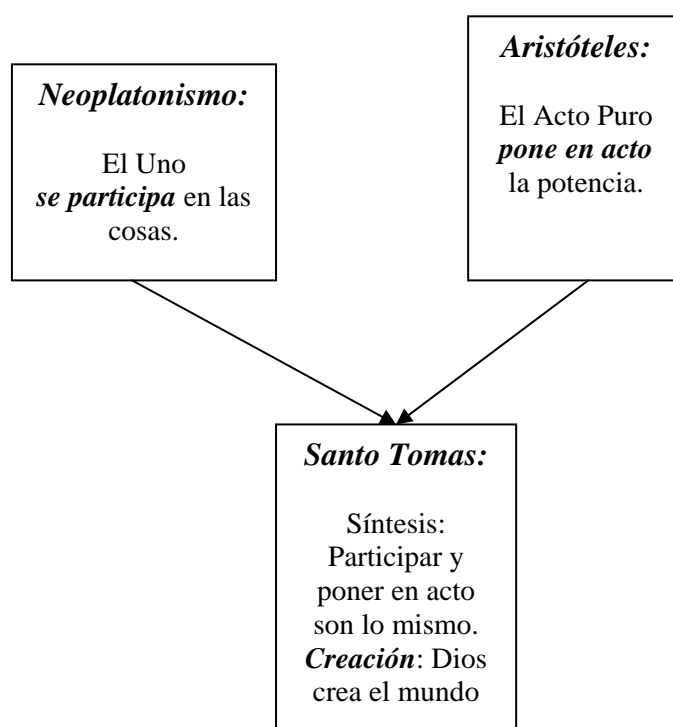 Neoplatonismo:
El Uno
se participa en las
cosas.
Aristóteles:
El Acto Puro
pone en acto
la potencia.
Santo Tomas:
Síntesis:
Participar y
poner en acto
son lo mismo.
Creación: Dios
crea el mundo